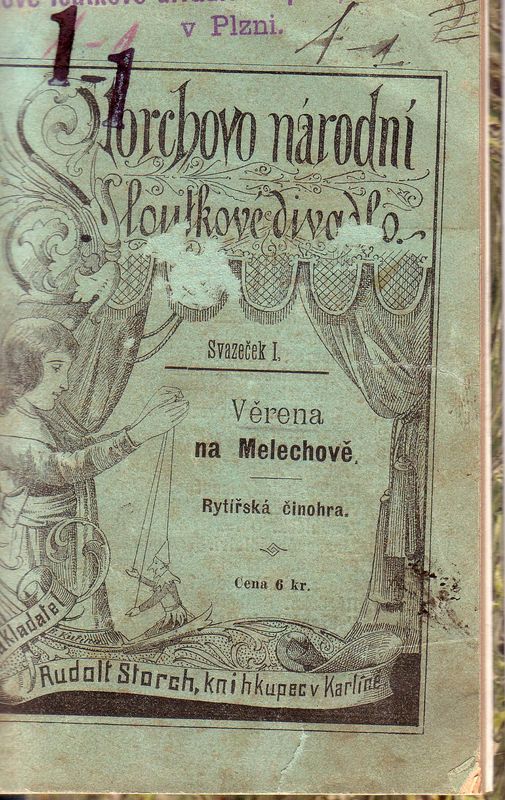 v Plzni.
1-1
1-1
Storchovo národní
Loutkové divadlo.
Svazeček I.
Věrena
na Melechově.
Rytířská činohra.
Cena 6 kr.
Rudolf Storch, knihkupec v Karlíně